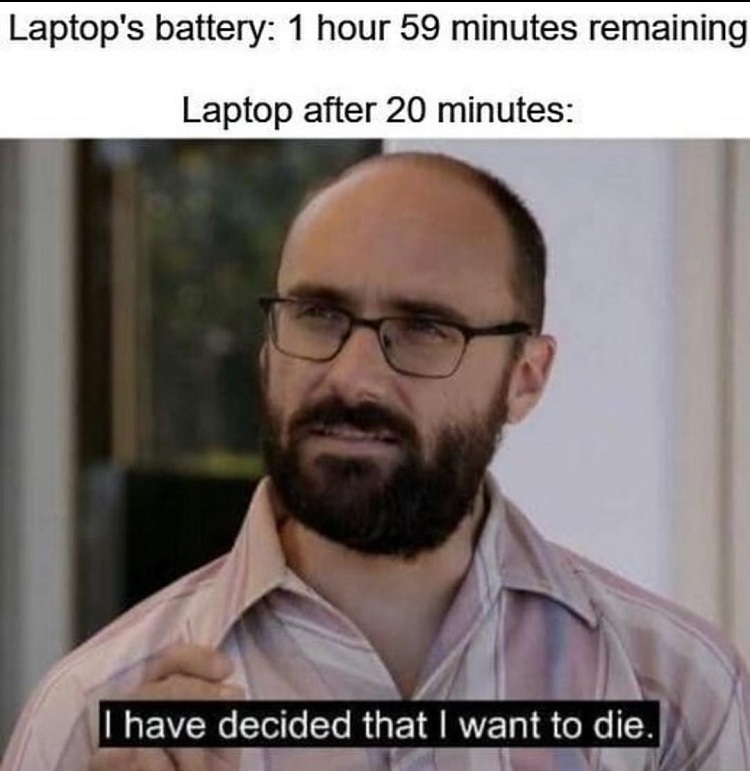 Laptop's battery: 1 hour 59 minutes remaining
Laptop after 20 minutes:
I have decided that I want to die.